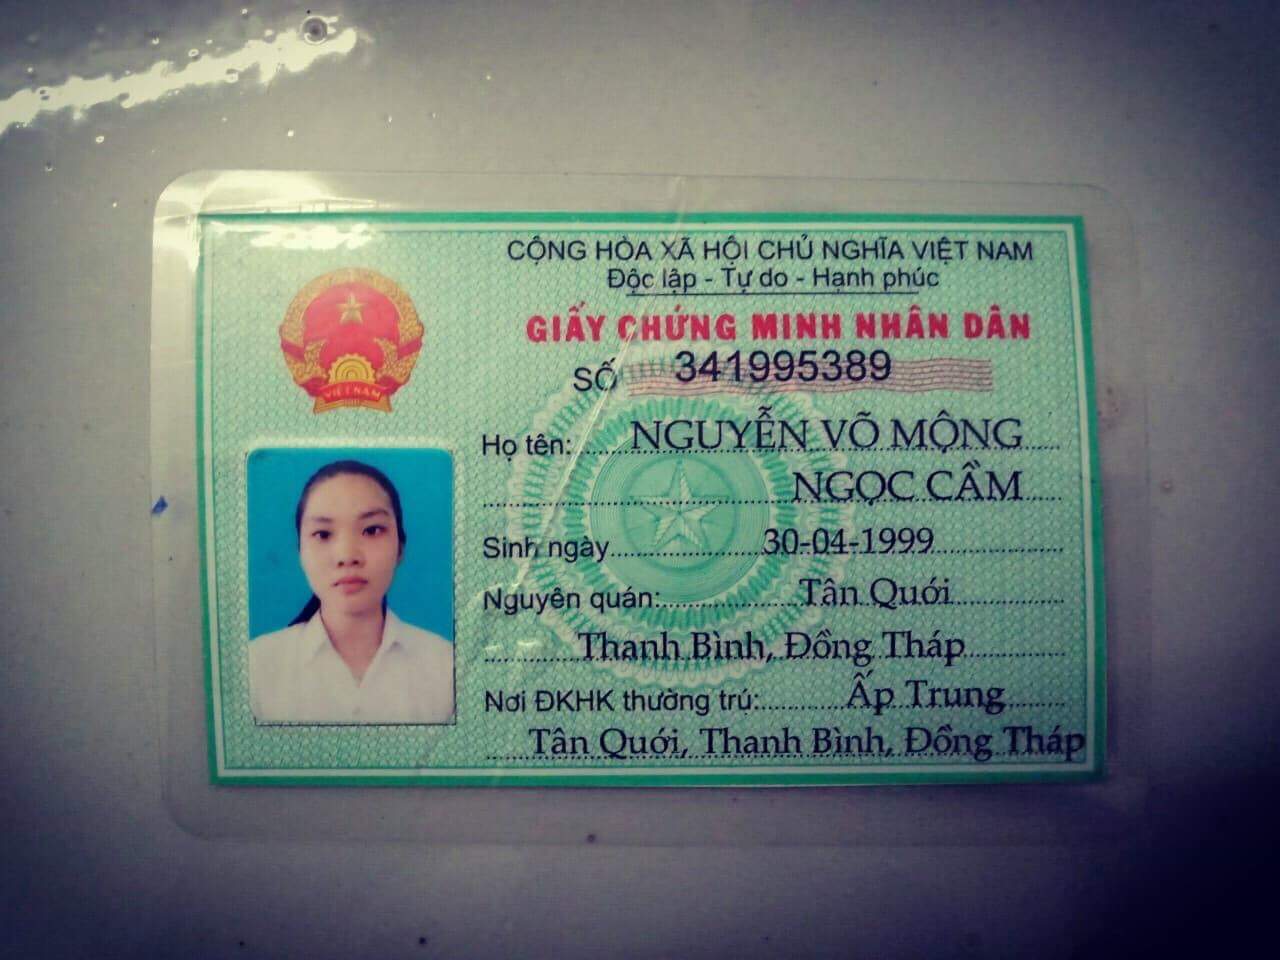 CỘNG HÒA XÃ HỘI CHỦ NGHĨA VIỆT NAM
Độc lập - Tự do - Hạnh phúc
GIẤY CHỨNG MINH NHÂN DÂN
SỐ 341995389
VIỆT NAM
Họ tên: NGUYỄN VÕ MỘNG
NGỌC CẦM
Sinh ngày 30-04-1999
Nguyên quán: Tân Quới
Thanh Bình, Đồng Tháp
Nơi ĐKHK thường trú: Ấp Trung
Tân Quới, Thanh Bình, Đồng Tháp